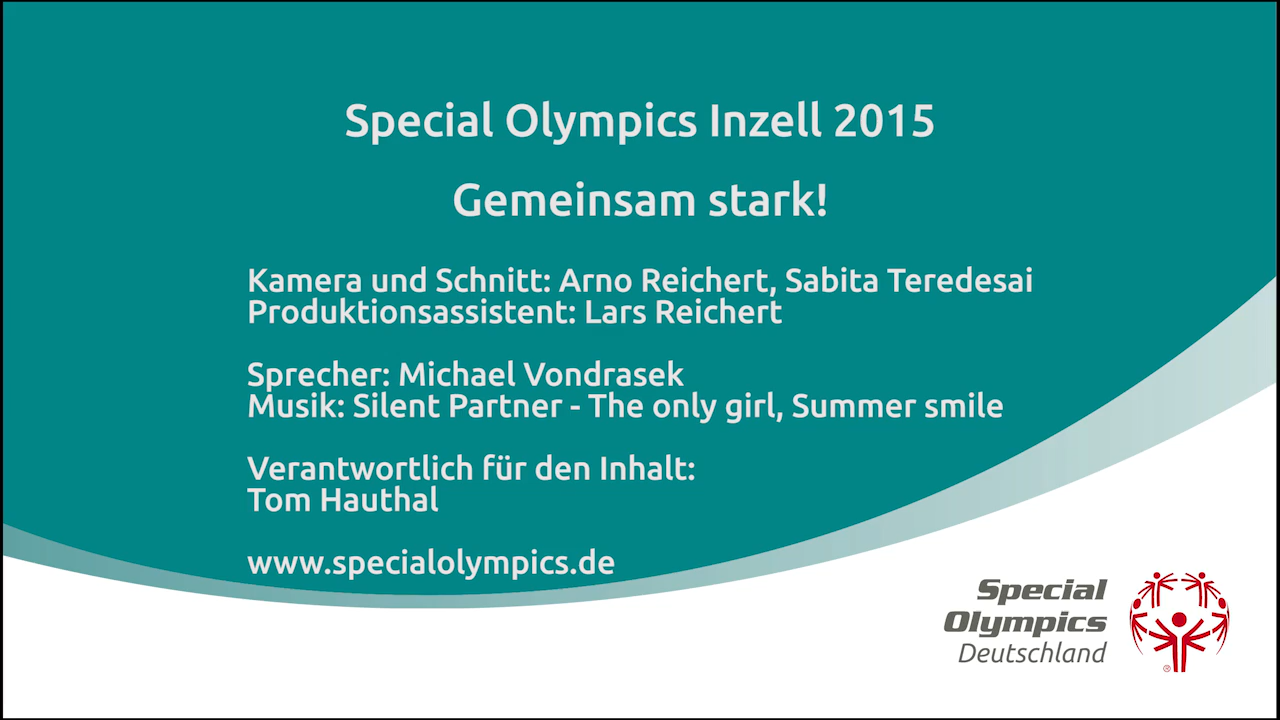 Special Olympics Inzell 2015
Gemeinsam stark!
Kamera und Schnitt: Arno Reichert, Sabita Teredesai
Produktionsassistent: Lars Reichert
Sprecher: Michael Vondrasek
Musik: Silent Partner - The only girl, Summer smile
Verantwortlich für den Inhalt:
Tom Hauthal
www.specialolympics.de
Special
Olympics
Deutschland
®